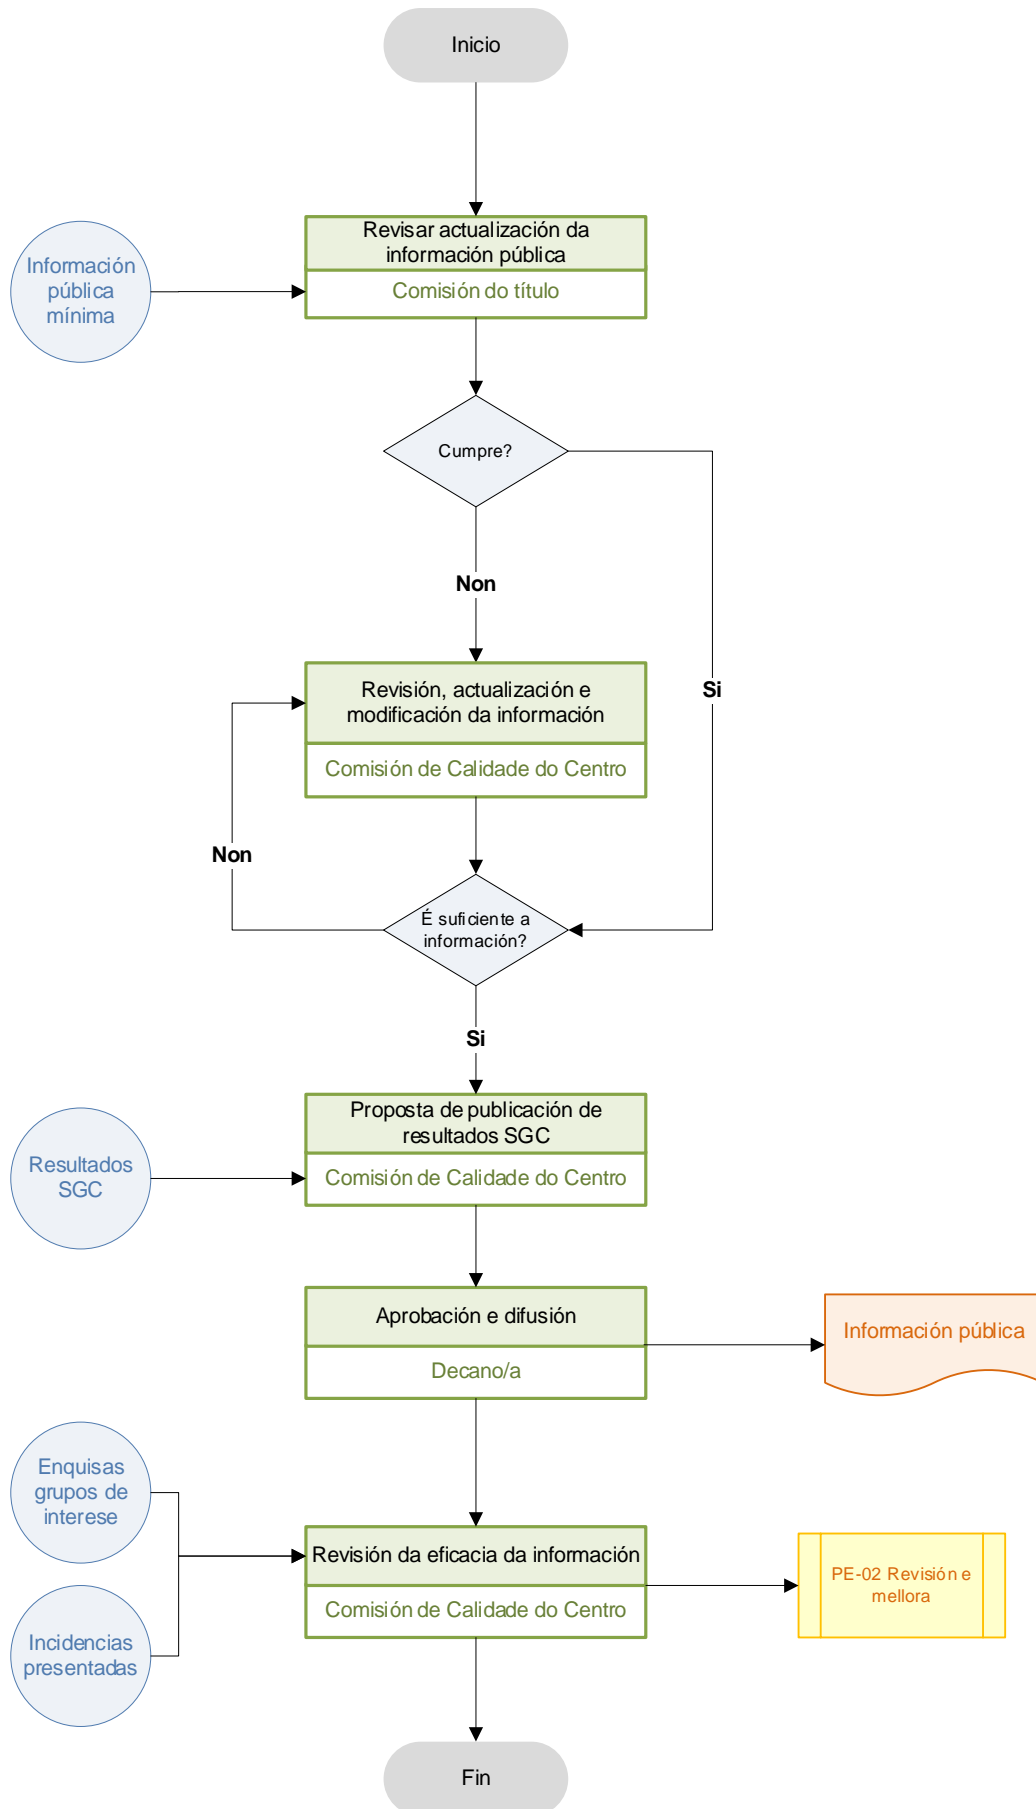 Inicio
Revisar actualización da
información pública
Comisión do título
Información
pública
mínima
Cumpre?
Non
Si
Revisión, actualización e
modificación da información
Comisión de Calidade do Centro
Non
É suficiente a
información?
Si
Proposta de publicación de
resultados SGC
Comisión de Calidade do Centro
Resultados
SGC
Aprobación e difusión
Decano/a
Información pública
Enquisas
grupos de
interese
Revisión da eficacia da información
Comisión de Calidade do Centro
PE-02 Revisión e
mellora
Incidencias
presentadas
Fin